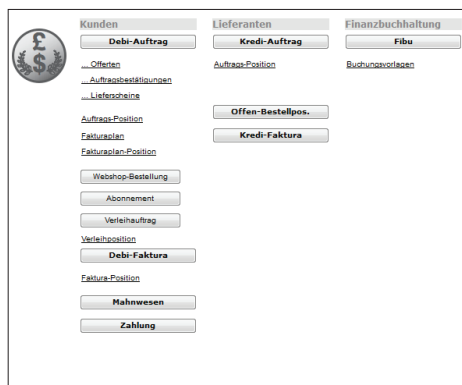 Kunden
Debi-Auftrag
... Offerten
... Auftragsbestätigungen
... Lieferscheine
Auftrags-Position
Fakturaplan
Fakturaplan-Position
Webshop-Bestellung
Abonnement
Verleihauftrag
Verleihposition
Debi-Faktura
Faktura-Position
Mahnwesen
Zahlung
Lieferanten
Kredi-Auftrag
Auftrags-Position
Offen-Bestellpos.
Kredi-Faktura
Finanzbuchhaltung
Fibu
Buchungsvorlagen
£
$